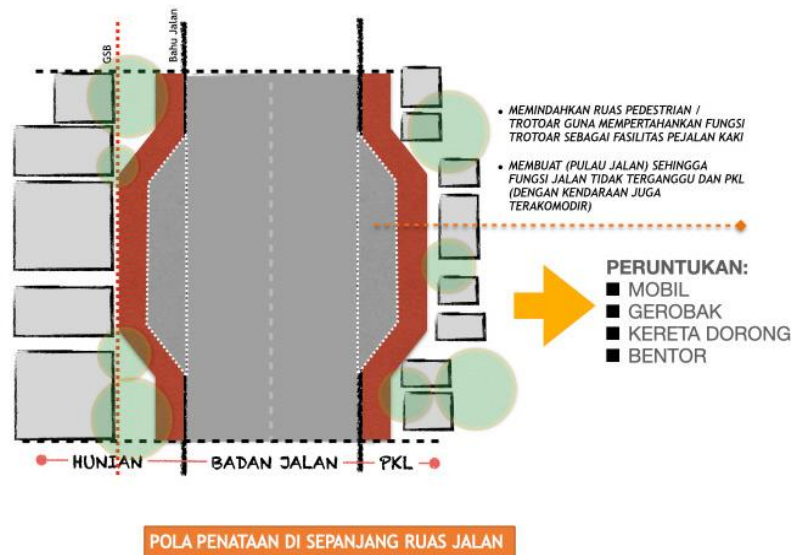 GSB
Bahu Jalan
• MEMINDAHKAN RUAS PEDESTRIAN /
TROTOAR GUNA MEMPERTAHANKAN FUNGSI
TROTOAR SEBAGAI FASILITAS PEJALAN KAKI
• MEMBUAT (PULAU JALAN) SEHINGGA
FUNGSI JALAN TIDAK TERGANGGU DAN PKL
(DENGAN KENDARAAN JUGA
TERAKOMODIR)
PERUNTUKAN:
■ MOBIL
■ GEROBAK
■ KERETA DORONG
■ BENTOR
HUNIAN
BADAN JALAN
PKL
POLA PENATAAN DI SEPANJANG RUAS JALAN